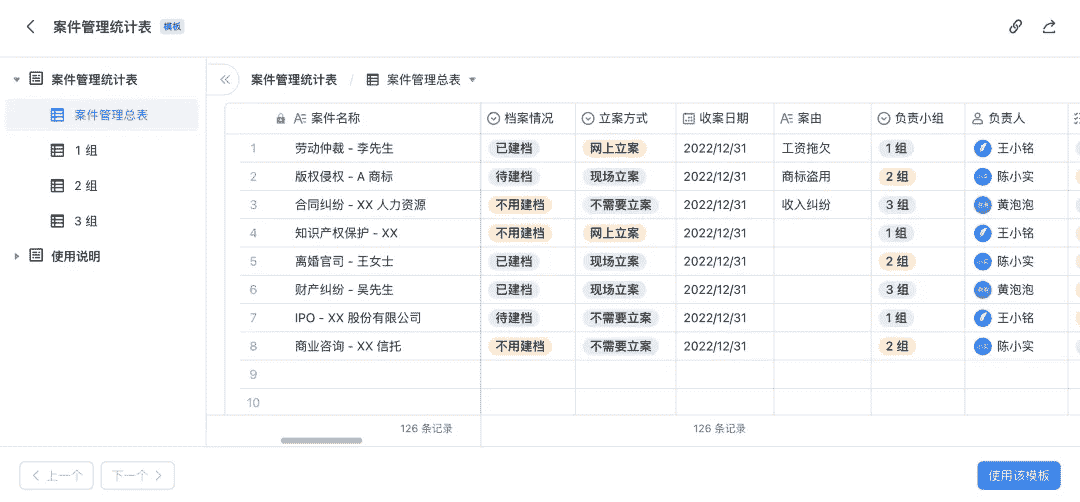 案件管理统计表 模板
案件管理统计表
案件管理总表
1 组
2 组
3 组
使用说明
案件管理统计表 / 案件管理总表
案件名称 档案情况 立案方式 收案日期 案由 负责小组 负责人
1 劳动仲裁 – 李先生 已建档 网上立案 2022/12/31 工资拖欠 1 组 王小铭
2 版权侵权 – A 商标 待建档 现场立案 2022/12/31 商标盗用 2 组 陈小实
3 合同纠纷 – XX 人力资源 不用建档 不需要立案 2022/12/31 收入纠纷 3 组 黄泡泡
4 知识产权保护 – XX 不用建档 网上立案 2022/12/31 1 组 王小铭
5 离婚官司 – 王女士 已建档 现场立案 2022/12/31 2 组 陈小实
6 财产纠纷 – 吴先生 已建档 现场立案 2022/12/31 3 组 黄泡泡
7 IPO – XX 股份有限公司 待建档 不需要立案 2022/12/31 1 组 王小铭
8 商业咨询 – XX 信托 不用建档 不需要立案 2022/12/31 2 组 陈小实
9
10
126 条记录 126 条记录
上一个 下一个 使用该模板